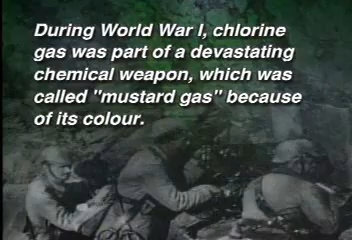 During World War I, chlorine
gas was part of a devastating
chemical weapon, which was
called "mustard gas" because
of its colour.